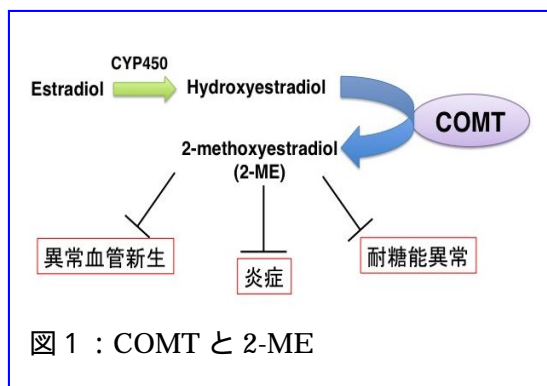 CYP450
Estradiol Hydroxyestradiol
COMT
2-methoxyestradiol
(2-ME)
異常血管新生
炎症
耐糖能異常
図1：COMT と 2-ME